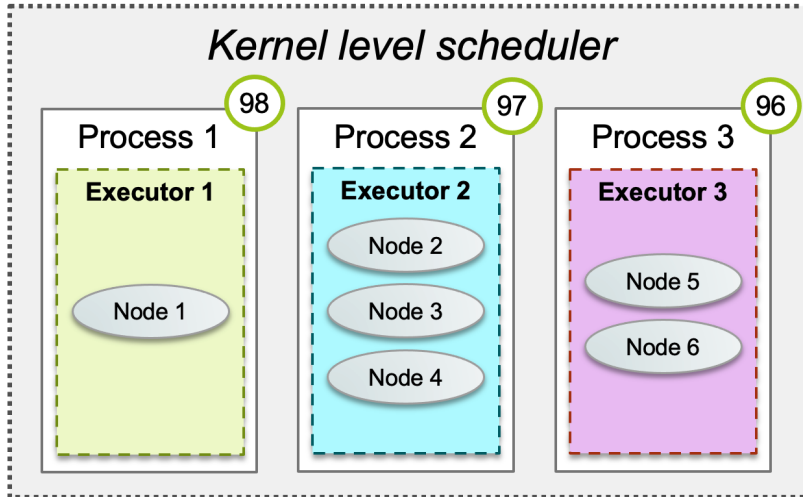 Kernel level scheduler
98
Process 1
Executor 1
Node 1
97
Process 2
Executor 2
Node 2
Node 3
Node 4
96
Process 3
Executor 3
Node 5
Node 6